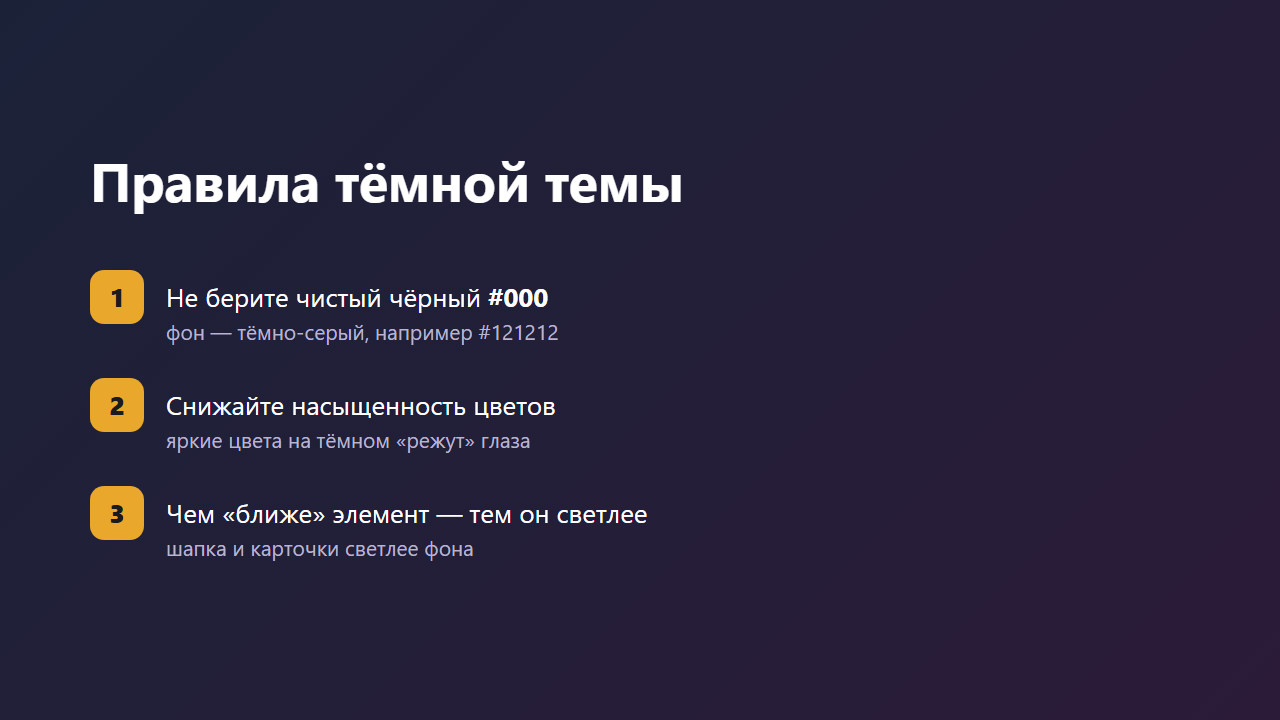 Правила тёмной темы
1
Не берите чистый чёрный #000
фон — тёмно-серый, например #121212
2
Снижайте насыщенность цветов
яркие цвета на тёмном «режут» глаза
3
Чем «ближе» элемент — тем он светлее
шапка и карточки светлее фона